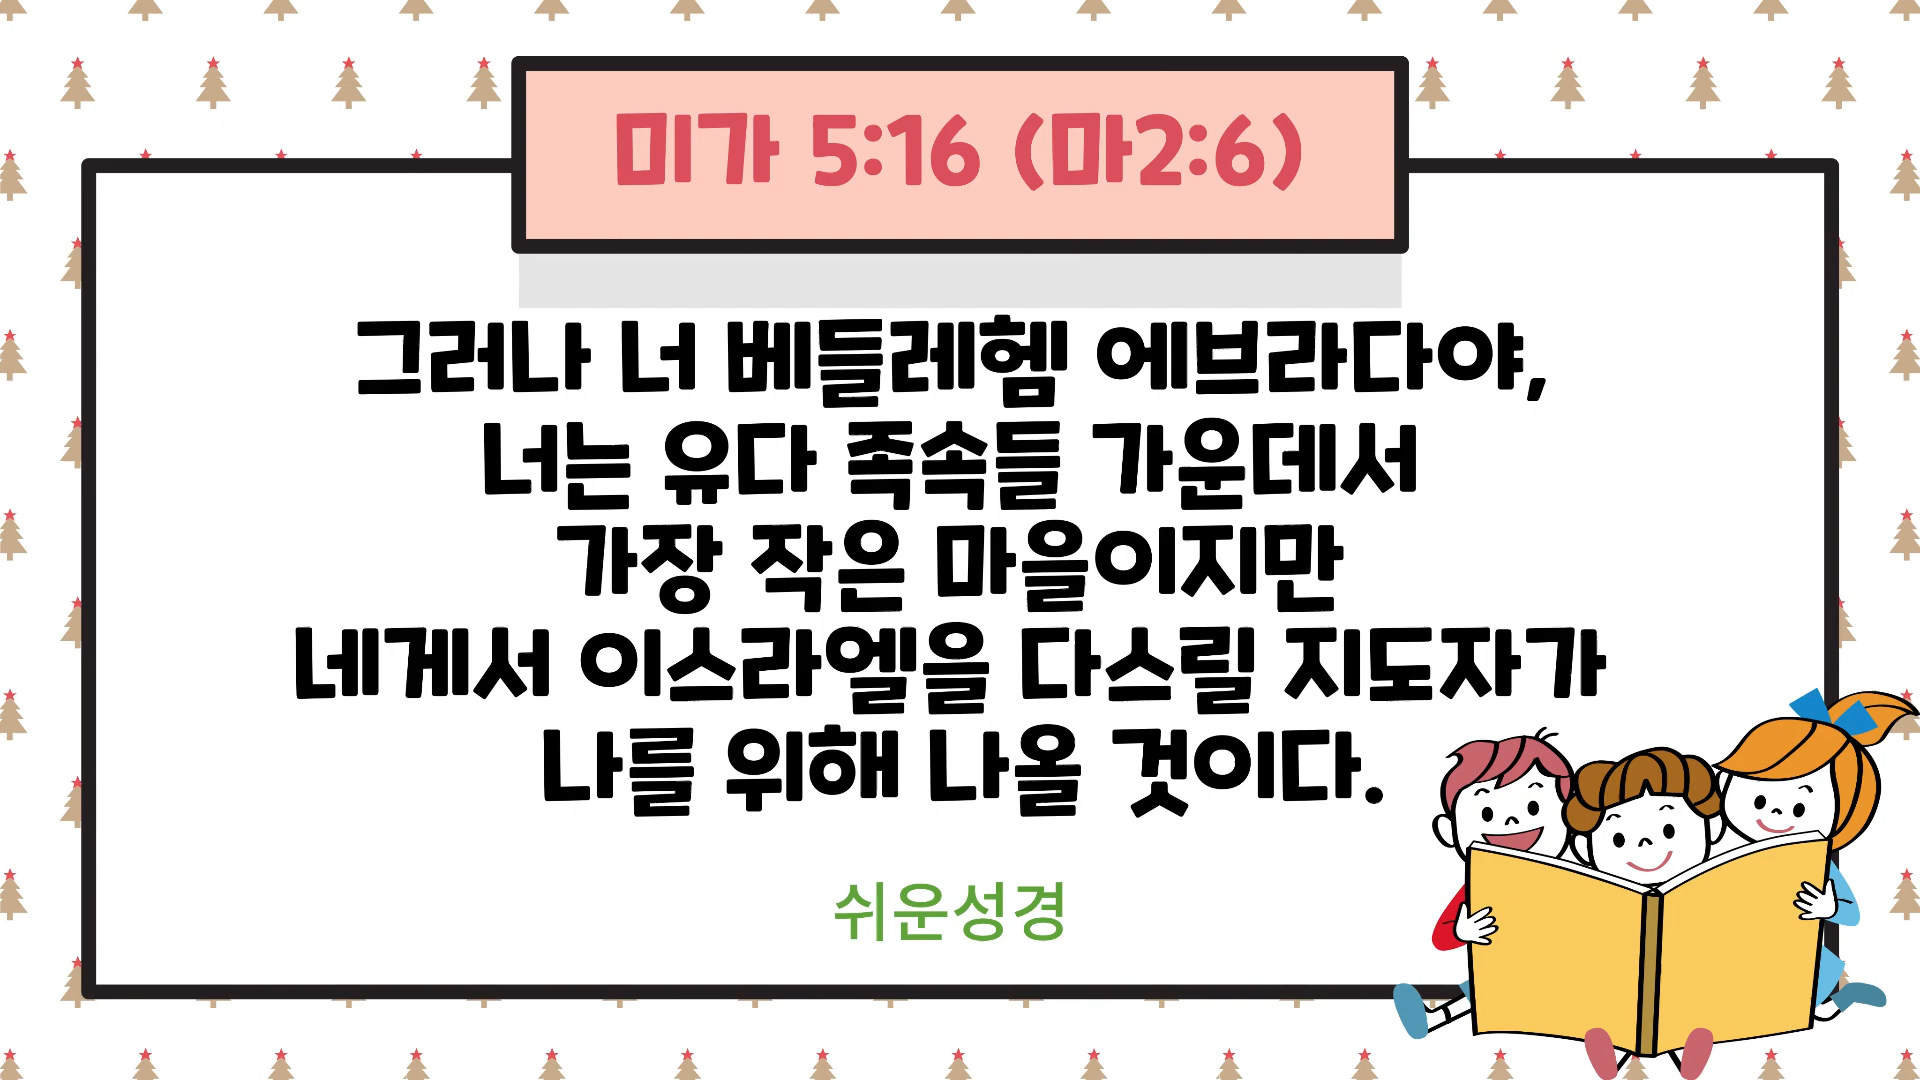 미가 5:16 (마2:6)
그러나 너 베들레헴 에브라다야,
너는 유다 족속들 가운데서
가장 작은 마을이지만
네게서 이스라엘을 다스릴 지도자가
나를 위해 나올 것이다.
쉬운성경